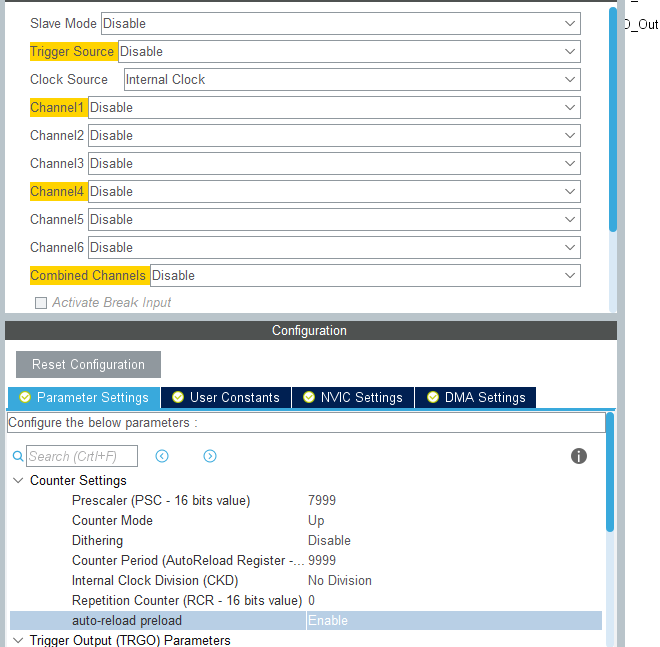 Slave Mode Disable
D_Out
Trigger Source Disable
Clock Source Internal Clock
Channel1 Disable
Channel2 Disable
Channel3 Disable
Channel4 Disable
Channel5 Disable
Channel6 Disable
Combined Channels Disable
Activate Break Input
Configuration
Reset Configuration
Parameter Settings User Constants NVIC Settings DMA Settings
Configure the below parameters :
Search (Crtl+F)
Counter Settings
Prescaler (PSC - 16 bits value) 7999
Counter Mode Up
Dithering Disable
Counter Period (AutoReload Register -... 9999
Internal Clock Division (CKD) No Division
Repetition Counter (RCR - 16 bits value) 0
auto-reload preload Enable
Trigger Output (TRGO) Parameters